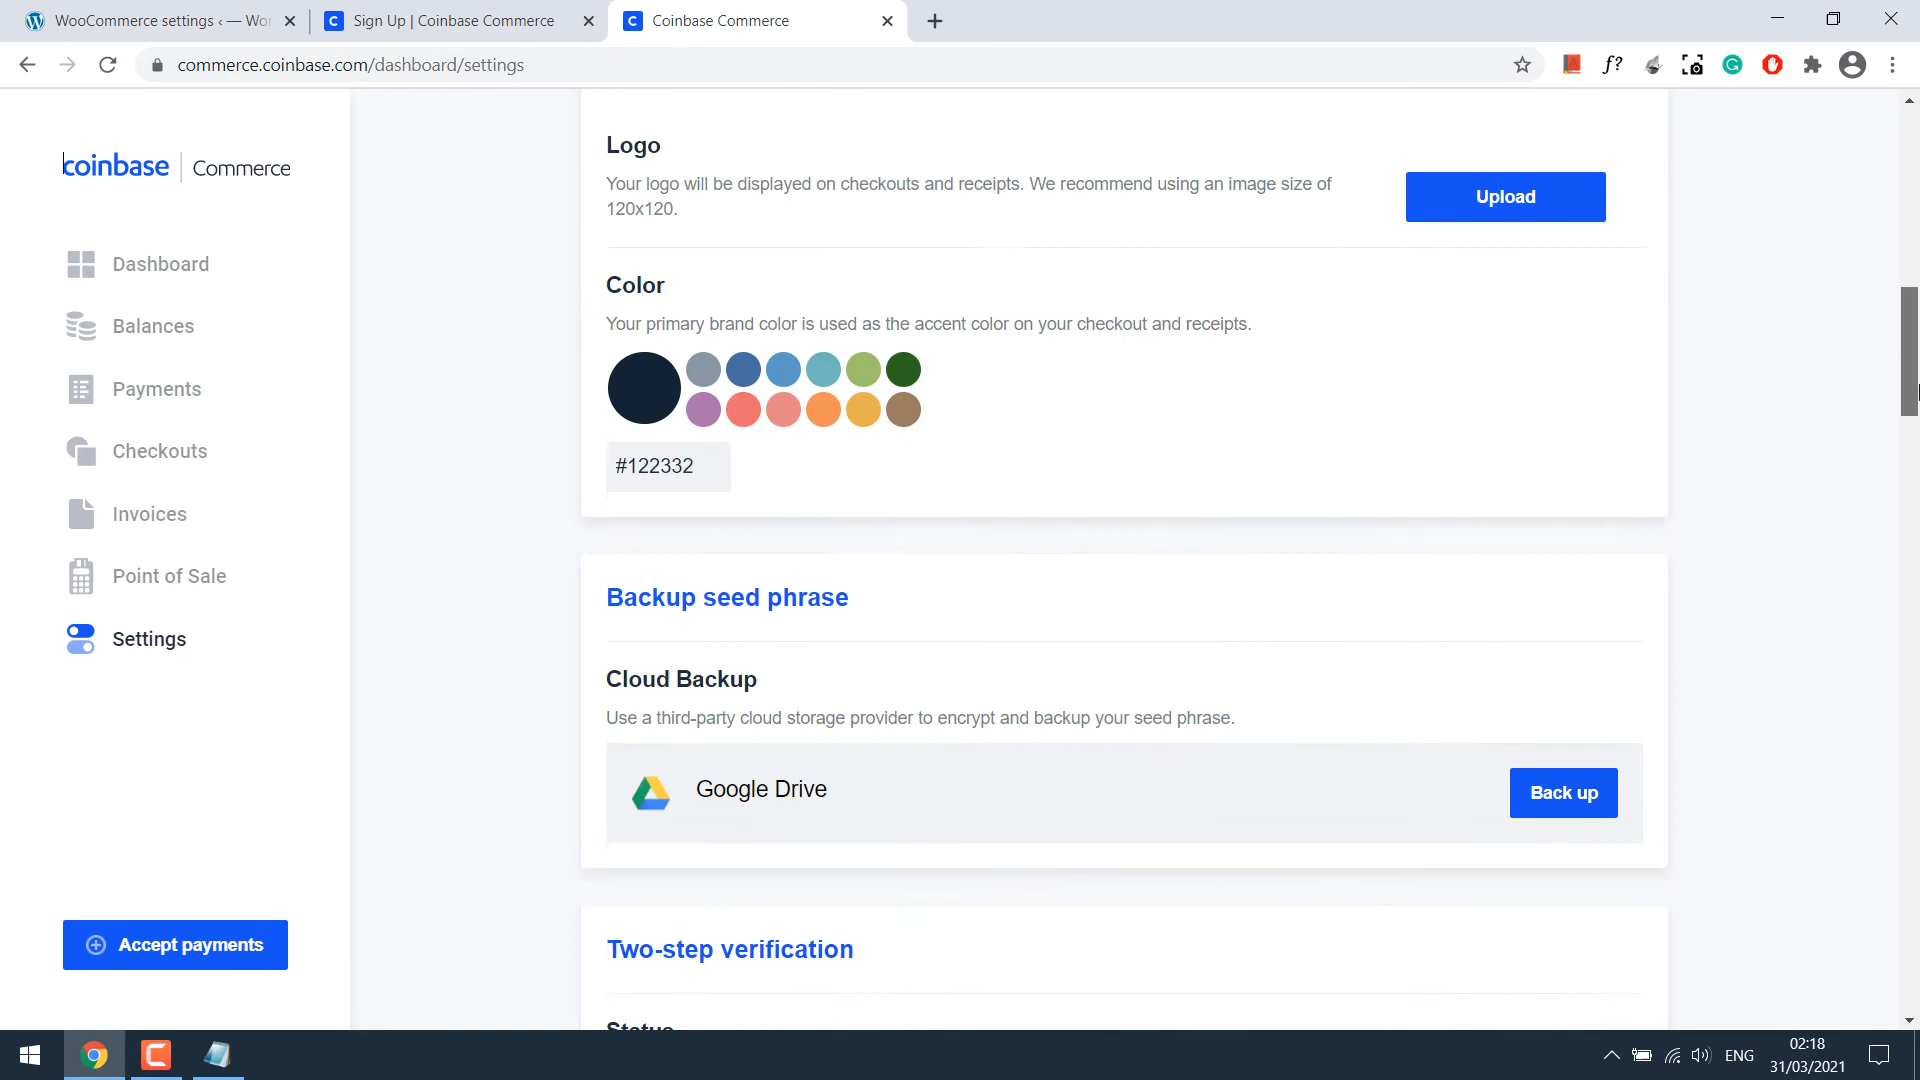 WooCommerce settings ‹ — Wor
Sign Up | Coinbase Commerce
Coinbase Commerce
commerce.coinbase.com/dashboard/settings
coinbase | Commerce
Dashboard
Balances
Payments
Checkouts
Invoices
Point of Sale
Settings
Accept payments
Logo
Your logo will be displayed on checkouts and receipts. We recommend using an image size of
120x120.
Upload
Color
Your primary brand color is used as the accent color on your checkout and receipts.
#122332
Backup seed phrase
Cloud Backup
Use a third-party cloud storage provider to encrypt and backup your seed phrase.
Google Drive
Back up
Two-step verification
Status
ENG
02:18
31/03/2021